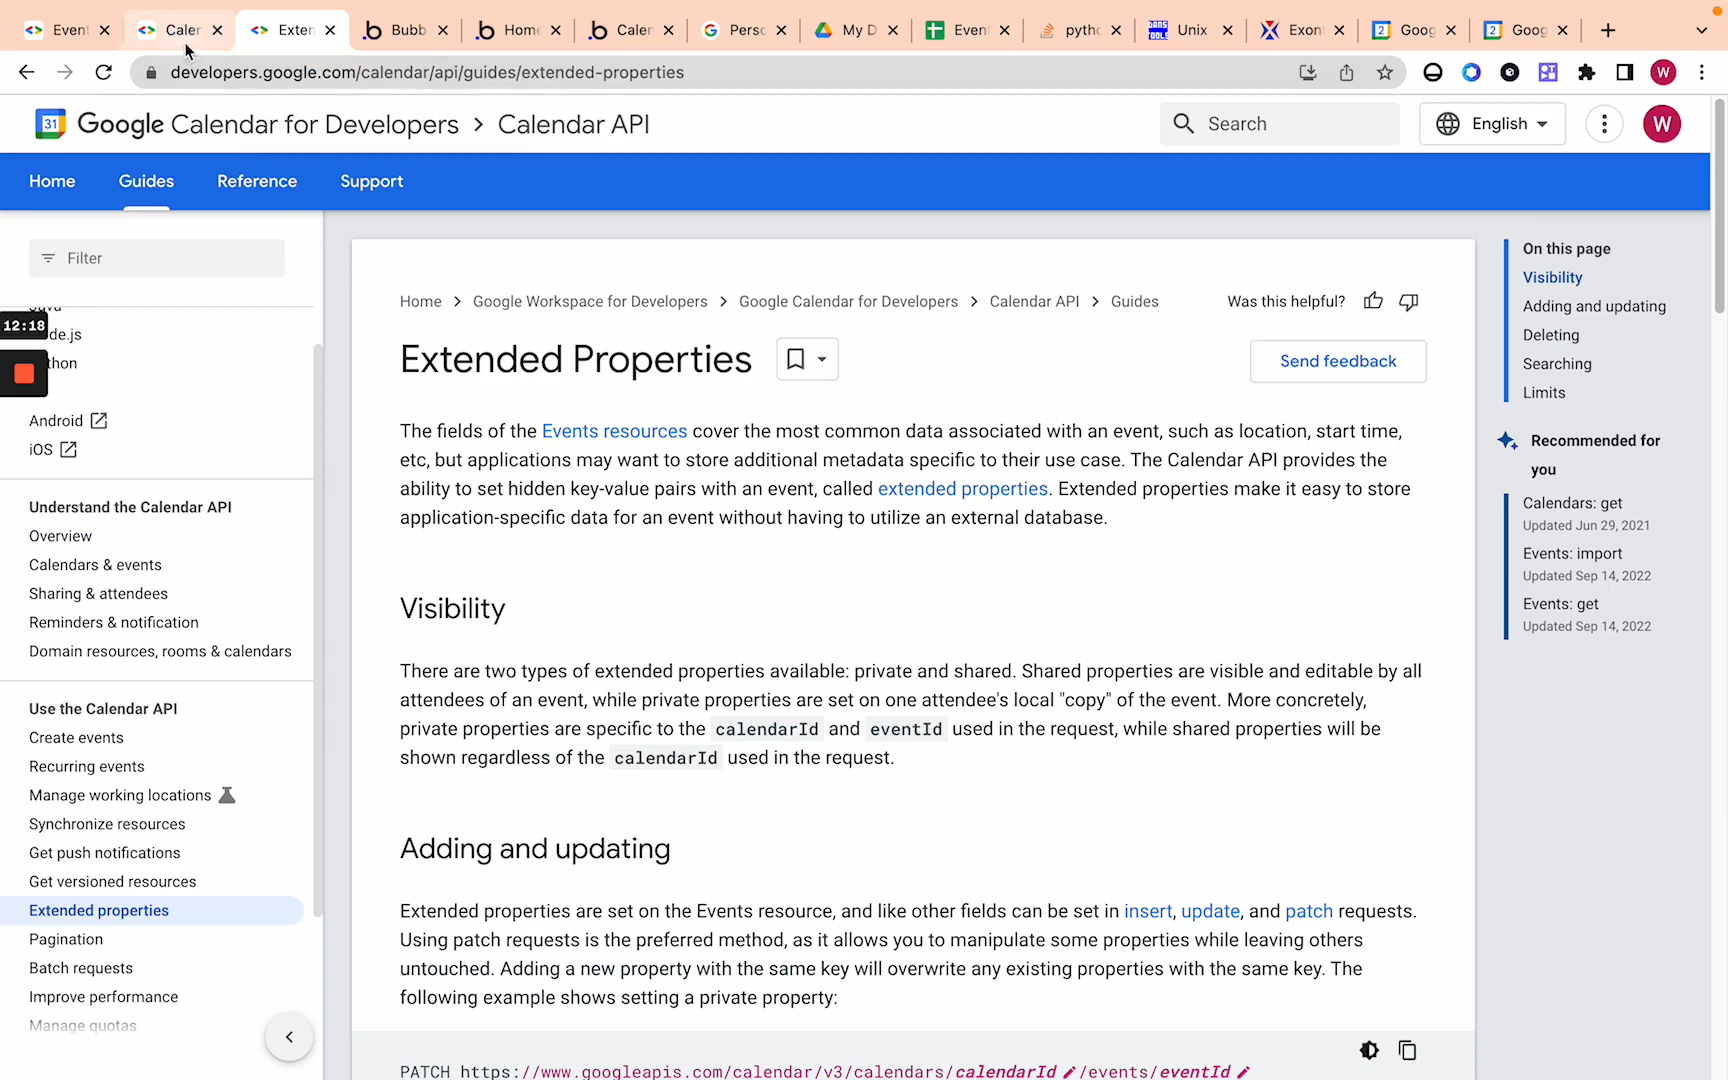 Event
Caler
Exten
Bubb
Home
Caler
Persc
My D
Even
pytho
Unix
Exon
Goog
Goog
developers.google.com/calendar/api/guides/extended-properties
W
Google Calendar for Developers > Calendar API
Search
English
W
Home
Guides
Reference
Support
Filter
12:18
de.js
thon
Android
iOS
Understand the Calendar API
Overview
Calendars & events
Sharing & attendees
Reminders & notification
Domain resources, rooms & calendars
Use the Calendar API
Create events
Recurring events
Manage working locations
Synchronize resources
Get push notifications
Get versioned resources
Extended properties
Pagination
Batch requests
Improve performance
Manage quotas
Home > Google Workspace for Developers > Google Calendar for Developers > Calendar API > Guides
Was this helpful?
Extended Properties
Send feedback
The fields of the Events resources cover the most common data associated with an event, such as location, start time,
etc, but applications may want to store additional metadata specific to their use case. The Calendar API provides the
ability to set hidden key-value pairs with an event, called extended properties. Extended properties make it easy to store
application-specific data for an event without having to utilize an external database.
Visibility
There are two types of extended properties available: private and shared. Shared properties are visible and editable by all
attendees of an event, while private properties are set on one attendee's local "copy" of the event. More concretely,
private properties are specific to the calendarId and eventId used in the request, while shared properties will be
shown regardless of the calendarId used in the request.
Adding and updating
Extended properties are set on the Events resource, and like other fields can be set in insert, update, and patch requests.
Using patch requests is the preferred method, as it allows you to manipulate some properties while leaving others
untouched. Adding a new property with the same key will overwrite any existing properties with the same key. The
following example shows setting a private property:
PATCH https://www.googleapis.com/calendar/v3/calendars/calendarId/events/eventId
On this page
Visibility
Adding and updating
Deleting
Searching
Limits
Recommended for
you
Calendars: get
Updated Jun 29, 2021
Events: import
Updated Sep 14, 2022
Events: get
Updated Sep 14, 2022